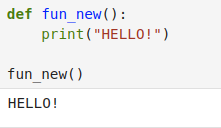 def fun_new():
    print("HELLO!")
fun_new()
HELLO!